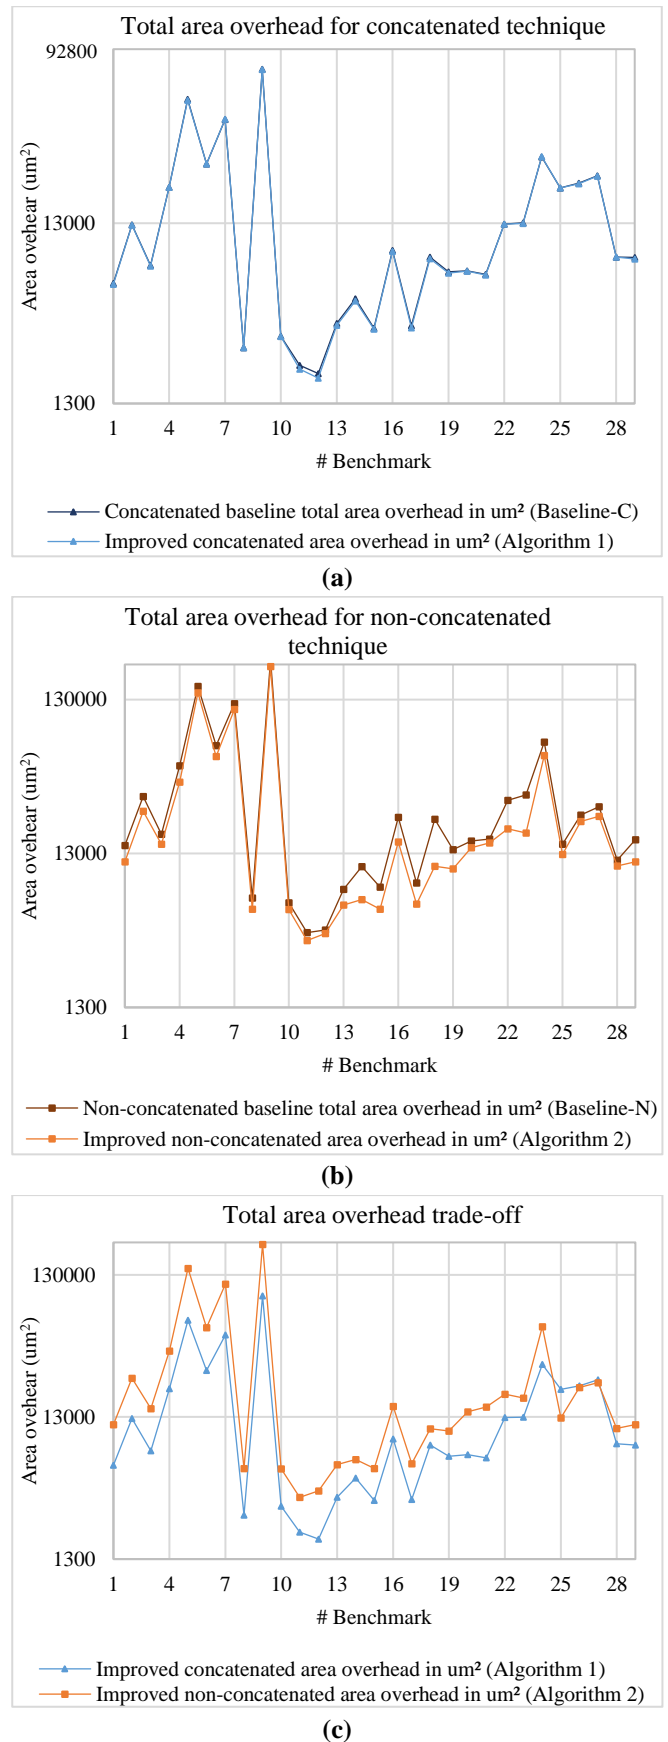 Total area overhead for concatenated technique
92800
13000
1300
Area ovehear (um²)
1 4 7 10 13 16 19 22 25 28
# Benchmark
Concatenated baseline total area overhead in um² (Baseline-C)
Improved concatenated area overhead in um² (Algorithm 1)
(a)
Total area overhead for non-concatenated
technique
130000
13000
1300
Area ovehear (um²)
1 4 7 10 13 16 19 22 25 28
# Benchmark
Non-concatenated baseline total area overhead in um² (Baseline-N)
Improved non-concatenated area overhead in um² (Algorithm 2)
(b)
Total area overhead trade-off
130000
13000
1300
Area ovehear (um²)
1 4 7 10 13 16 19 22 25 28
# Benchmark
Improved concatenated area overhead in um² (Algorithm 1)
Improved non-concatenated area overhead in um² (Algorithm 2)
(c)